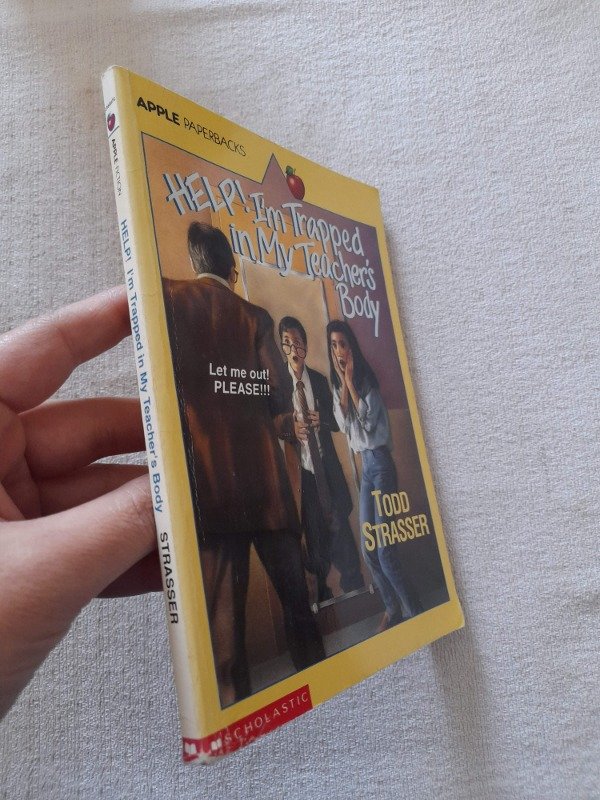 APPLE PAPERBACKS
HELP! I'm Trapped
in My Teacher's
Body
Let me out!
PLEASE!!!
TODD
STRASSER
SCHOLASTIC
APPLE FICTION
HELP! I'm Trapped in My Teacher's Body
STRASSER